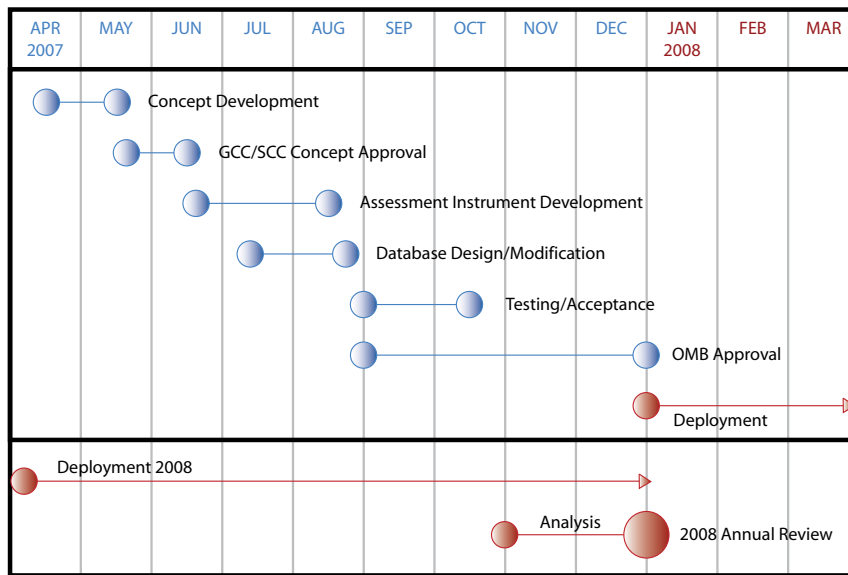 APR MAY JUN JUL AUG SEP OCT NOV DEC JAN FEB MAR
2007 2008
Concept Development
GCC/SCC Concept Approval
Assessment Instrument Development
Database Design/Modification
Testing/Acceptance
OMB Approval
Deployment
Deployment 2008
Analysis
2008 Annual Review